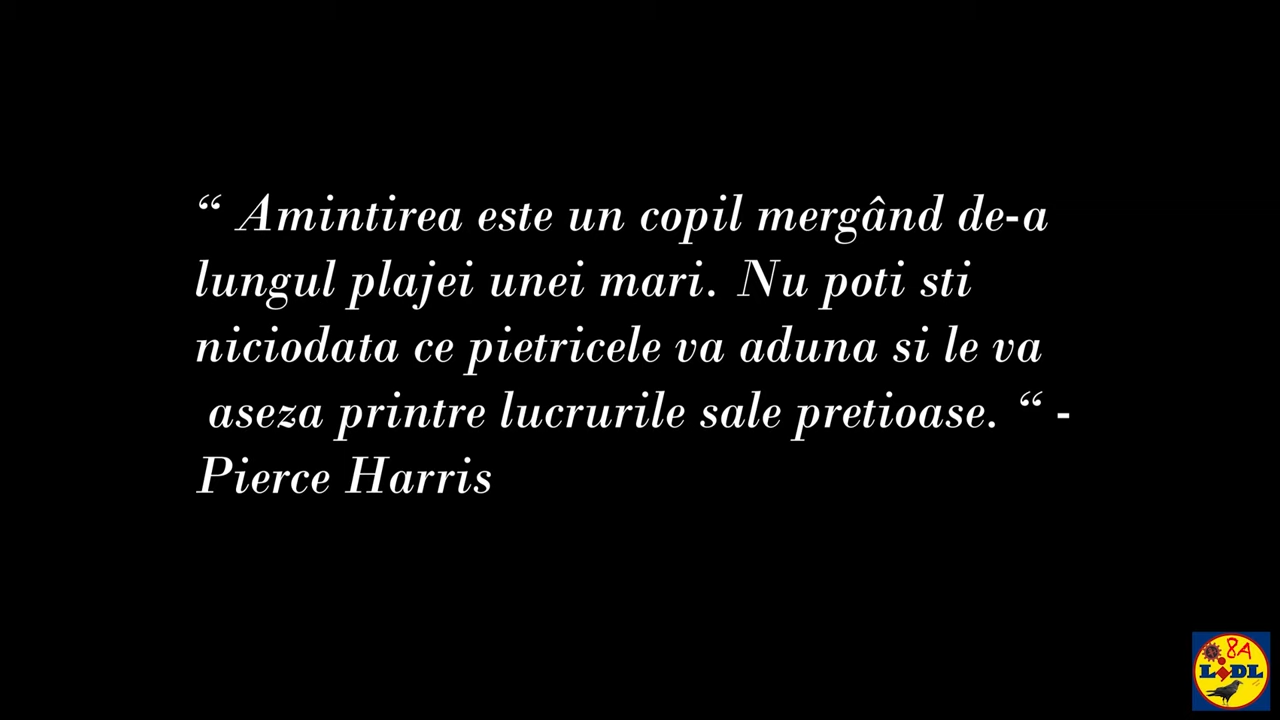 “ Amintirea este un copil mergând de-a
lungul plajei unei mari. Nu poti sti
niciodata ce pietricele va aduna si le va
aseza printre lucrurile sale pretioase. “ -
Pierce Harris
8A
LIDL